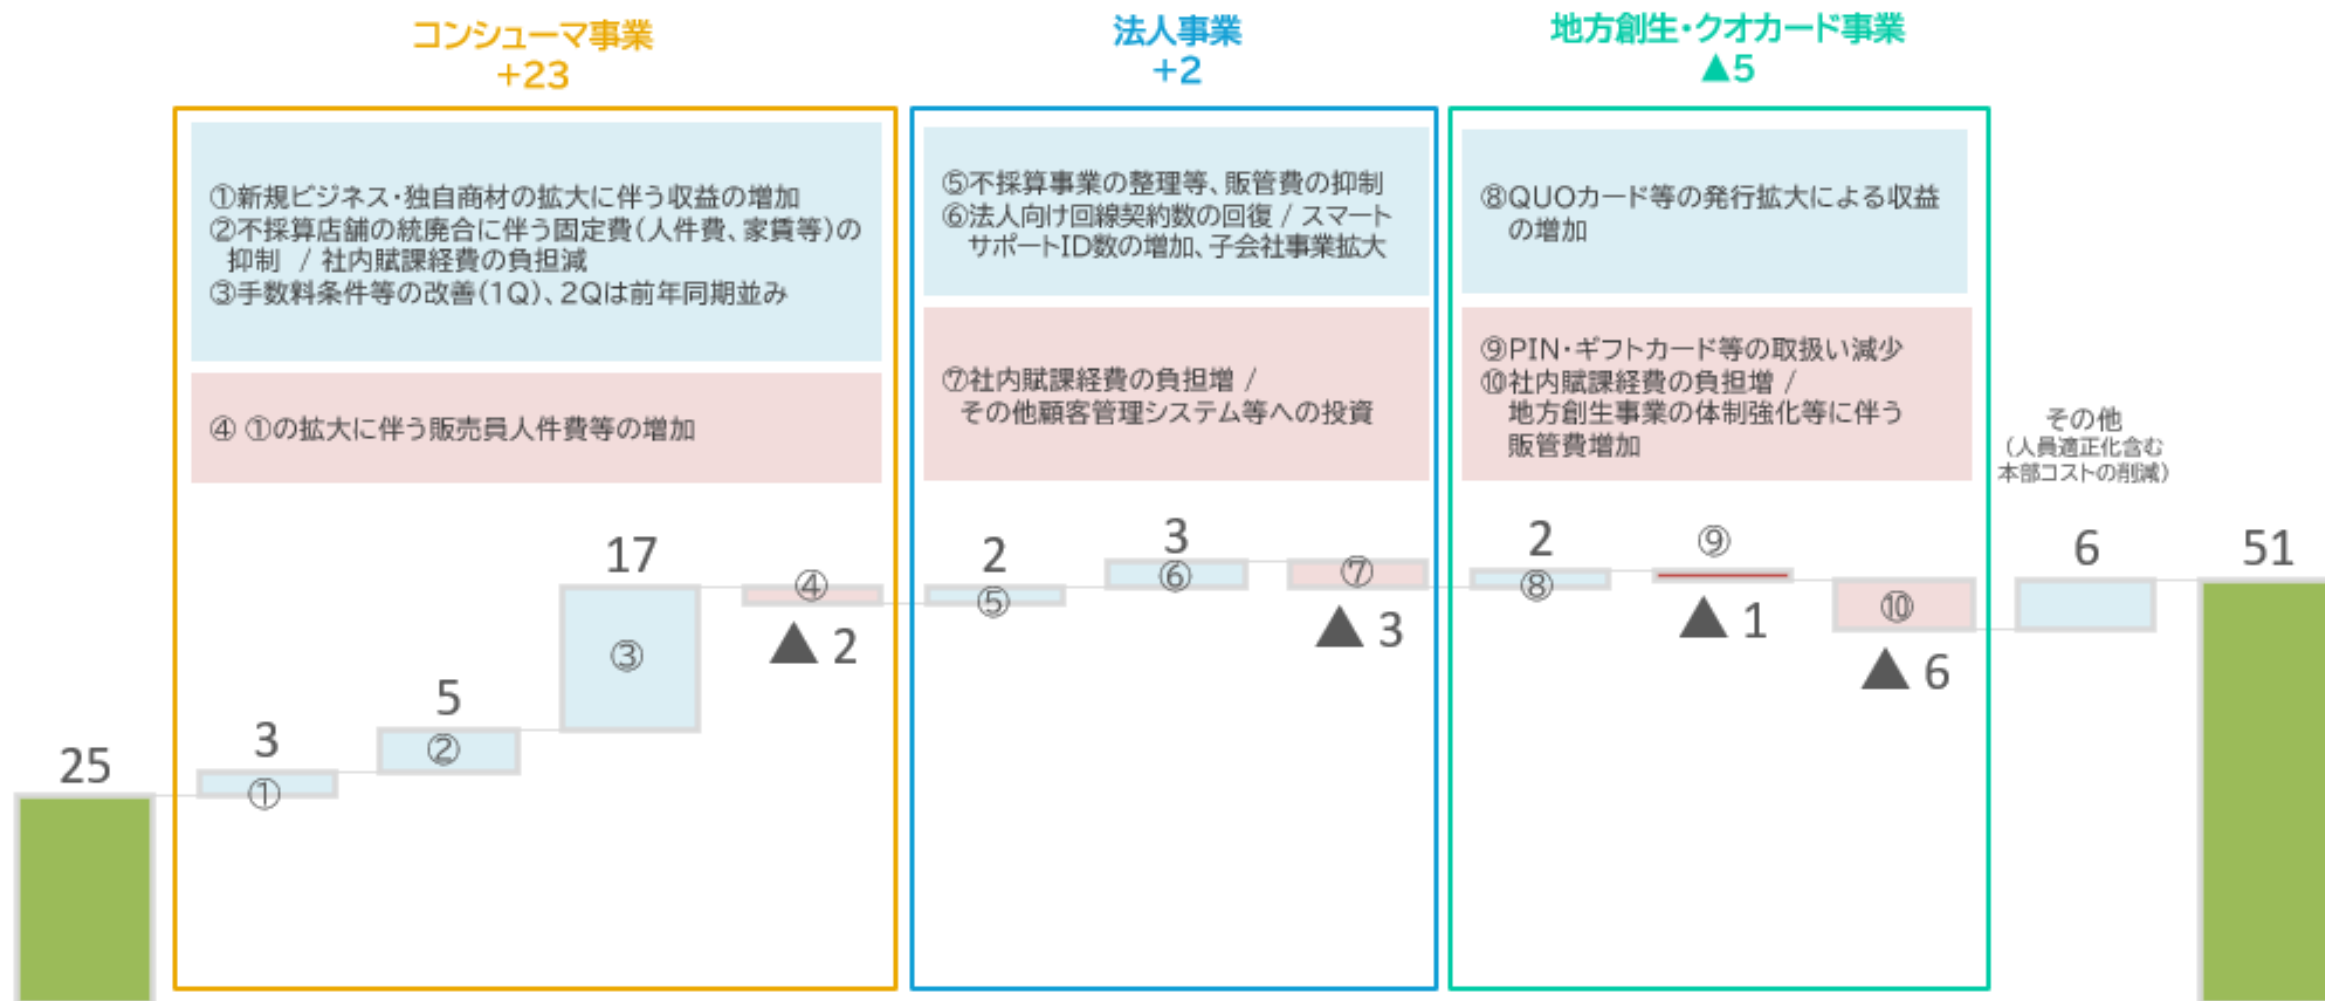 コンシューマ事業
+23
法人事業
+2
地方創生・クオカード事業
▲5
①新規ビジネス・独自商材の拡大に伴う収益の増加
②不採算店舗の統廃合に伴う固定費(人件費、家賃等)の
抑制 / 社内賦課経費の負担減
③手数料条件等の改善(1Q)、2Qは前年同期並み
④ ①の拡大に伴う販売員人件費等の増加
⑤不採算事業の整理等、販管費の抑制
⑥法人向け回線契約数の回復 / スマート
サポートID数の増加、子会社事業拡大
⑦社内賦課経費の負担増 /
その他顧客管理システム等への投資
⑧QUOカード等の発行拡大による収益
の増加
⑨PIN・ギフトカード等の取扱い減少
⑩社内賦課経費の負担増 /
地方創生事業の体制強化等に伴う
販管費増加
その他
(人員適正化含む
本部コストの削減)
25
3
①
5
②
17
③
④
▲ 2
2
⑤
3
⑥
⑦
▲ 3
2
⑧
⑨
▲ 1
⑩
▲ 6
6
51